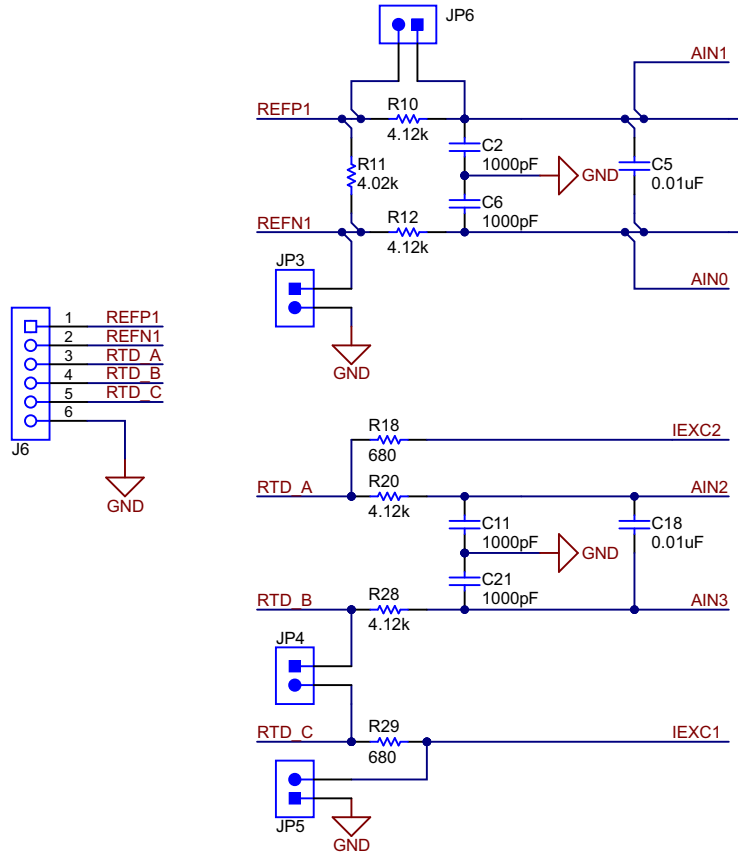 JP6
AIN1
REFP1
R10
4.12k
C2
1000pF
R11
4.02k
GND
C5
0.01uF
C6
1000pF
REFN1
R12
4.12k
JP3
AIN0
GND
1 REFP1
2 REFN1
3 RTD_A
4 RTD_B
5 RTD_C
6
J6
GND
R18
680
IEXC2
RTD_A
R20
4.12k
AIN2
C11
1000pF
C18
0.01uF
GND
C21
1000pF
RTD_B
R28
4.12k
AIN3
JP4
RTD_C
R29
680
IEXC1
JP5
GND